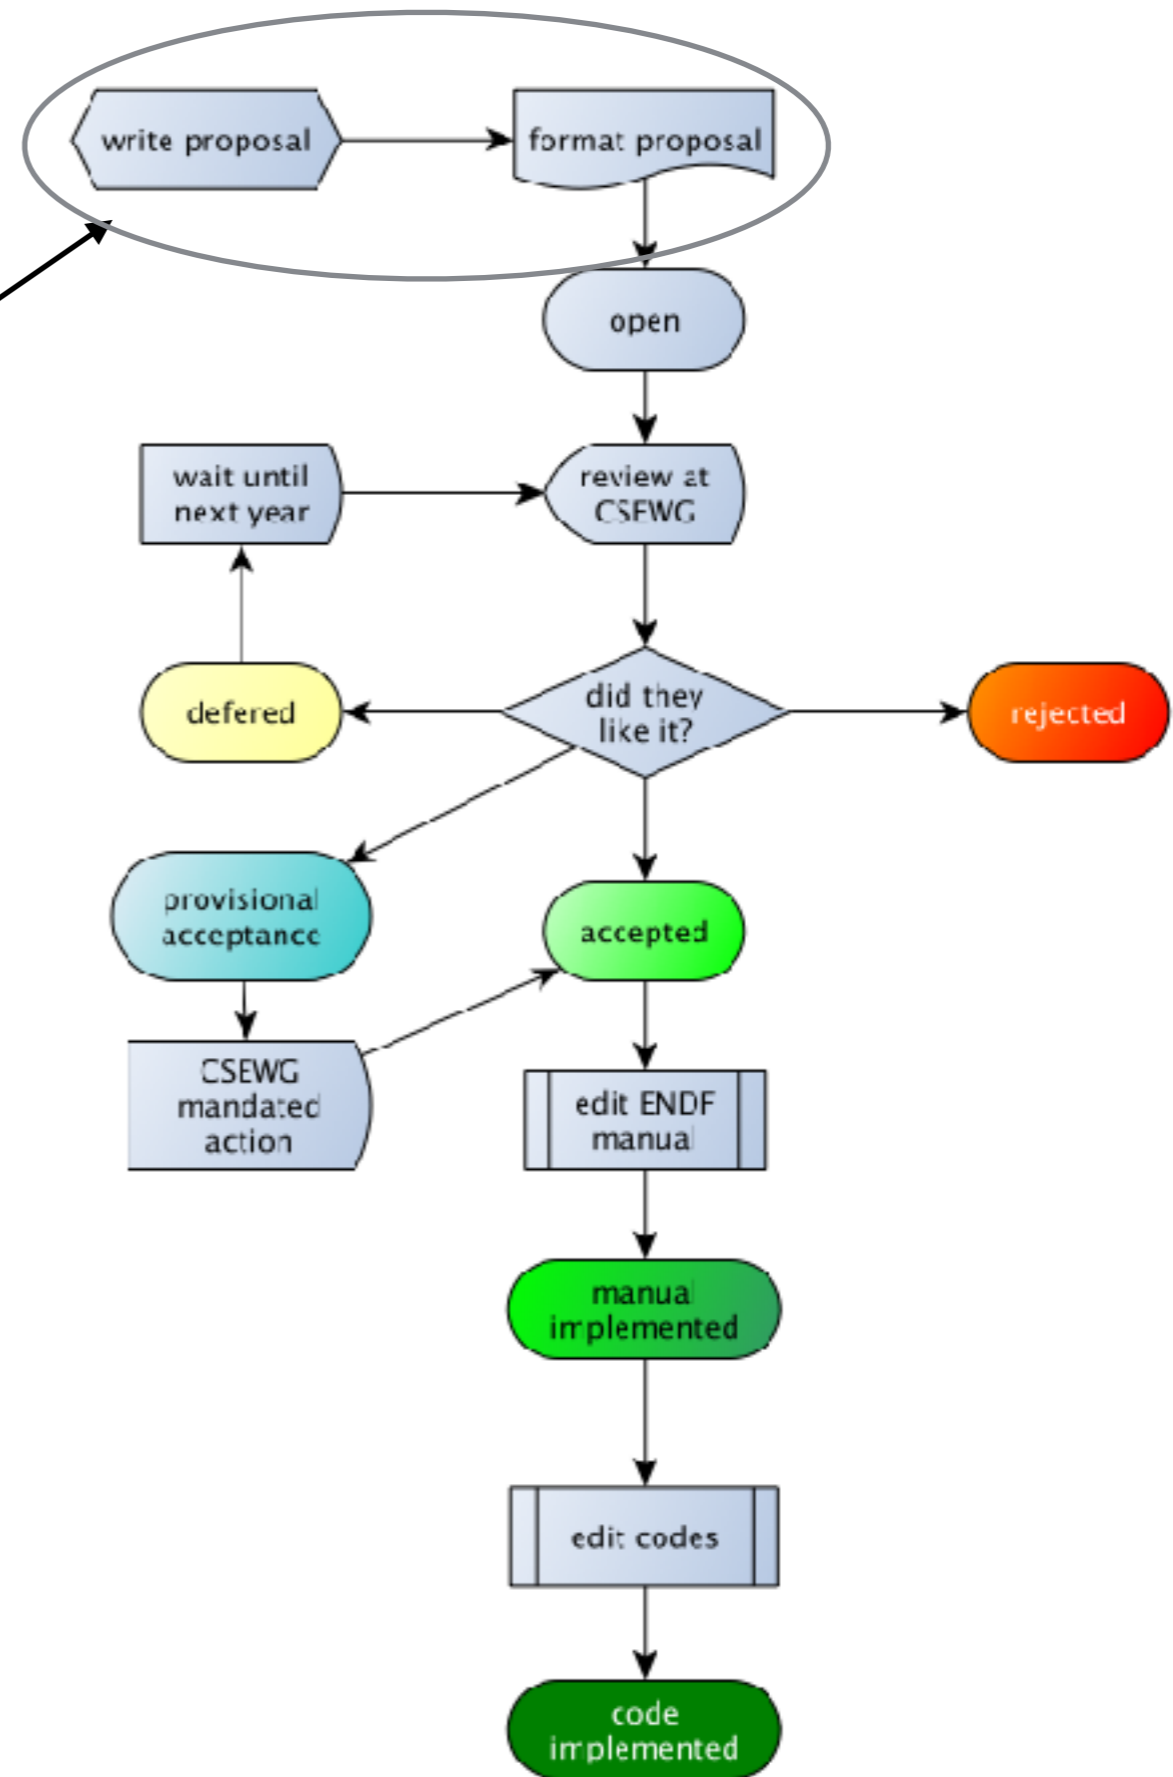 write proposal
format proposal
open
wait until
next year
review at
CSEWG
defered
did they
like it?
rejected
provisional
acceptance
accepted
CSEWG
mandated
action
edit ENDF
manual
manual
implemented
edit codes
code
implemented